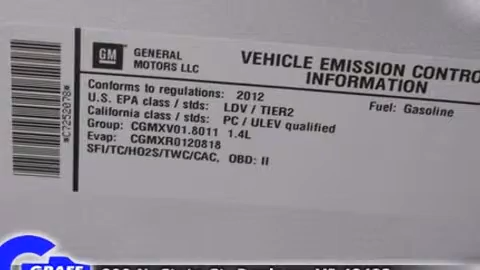 GM
GENERAL
MOTORS LLC
VEHICLE EMISSION CONTRO
INFORMATION
Conforms to regulations: 2012
Fuel: Gasoline
U.S. EPA class / stds: LDV / TIER2
California class / stds: PC / ULEV qualified
Group: CGMXV01.8011 1.4L
Evap: CGMXR0120818
SFI/TC/HO2S/TWC/CAC, OBD: II
*C7252078*
GRAFF